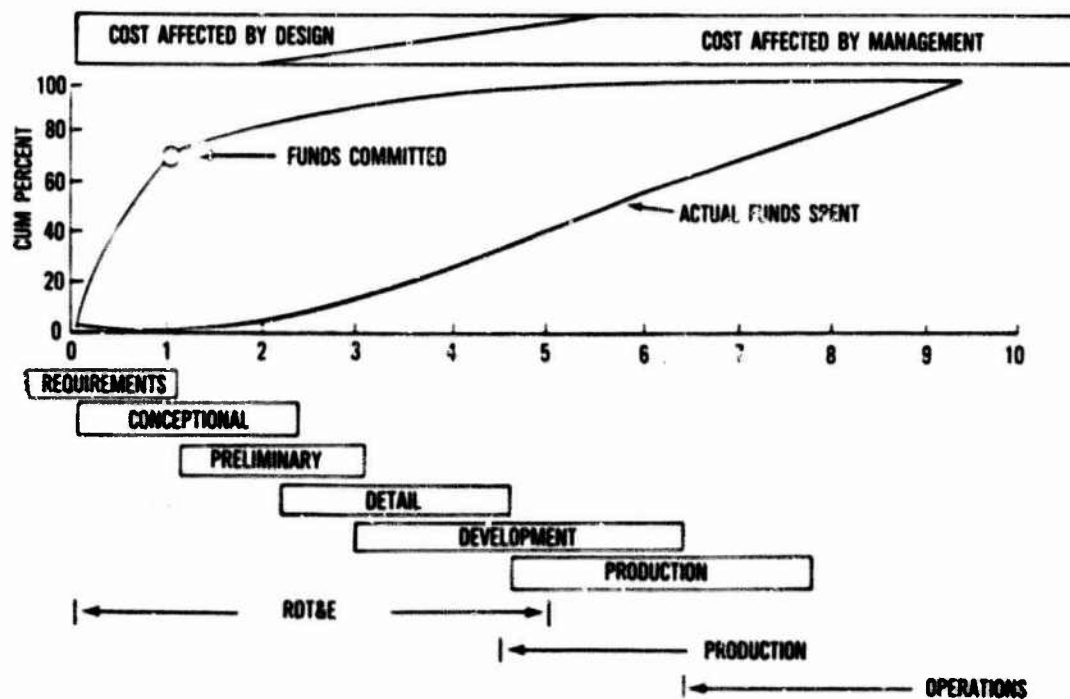 COST AFFECTED BY DESIGN
COST AFFECTED BY MANAGEMENT
100
80
60
40
20
0
CUM PERCENT
FUNDS COMMITTED
ACTUAL FUNDS SPENT
0 1 2 3 4 5 6 7 8 9 10
REQUIREMENTS
CONCEPTIONAL
PRELIMINARY
DETAIL
DEVELOPMENT
PRODUCTION
RDT&E
PRODUCTION
OPERATIONS